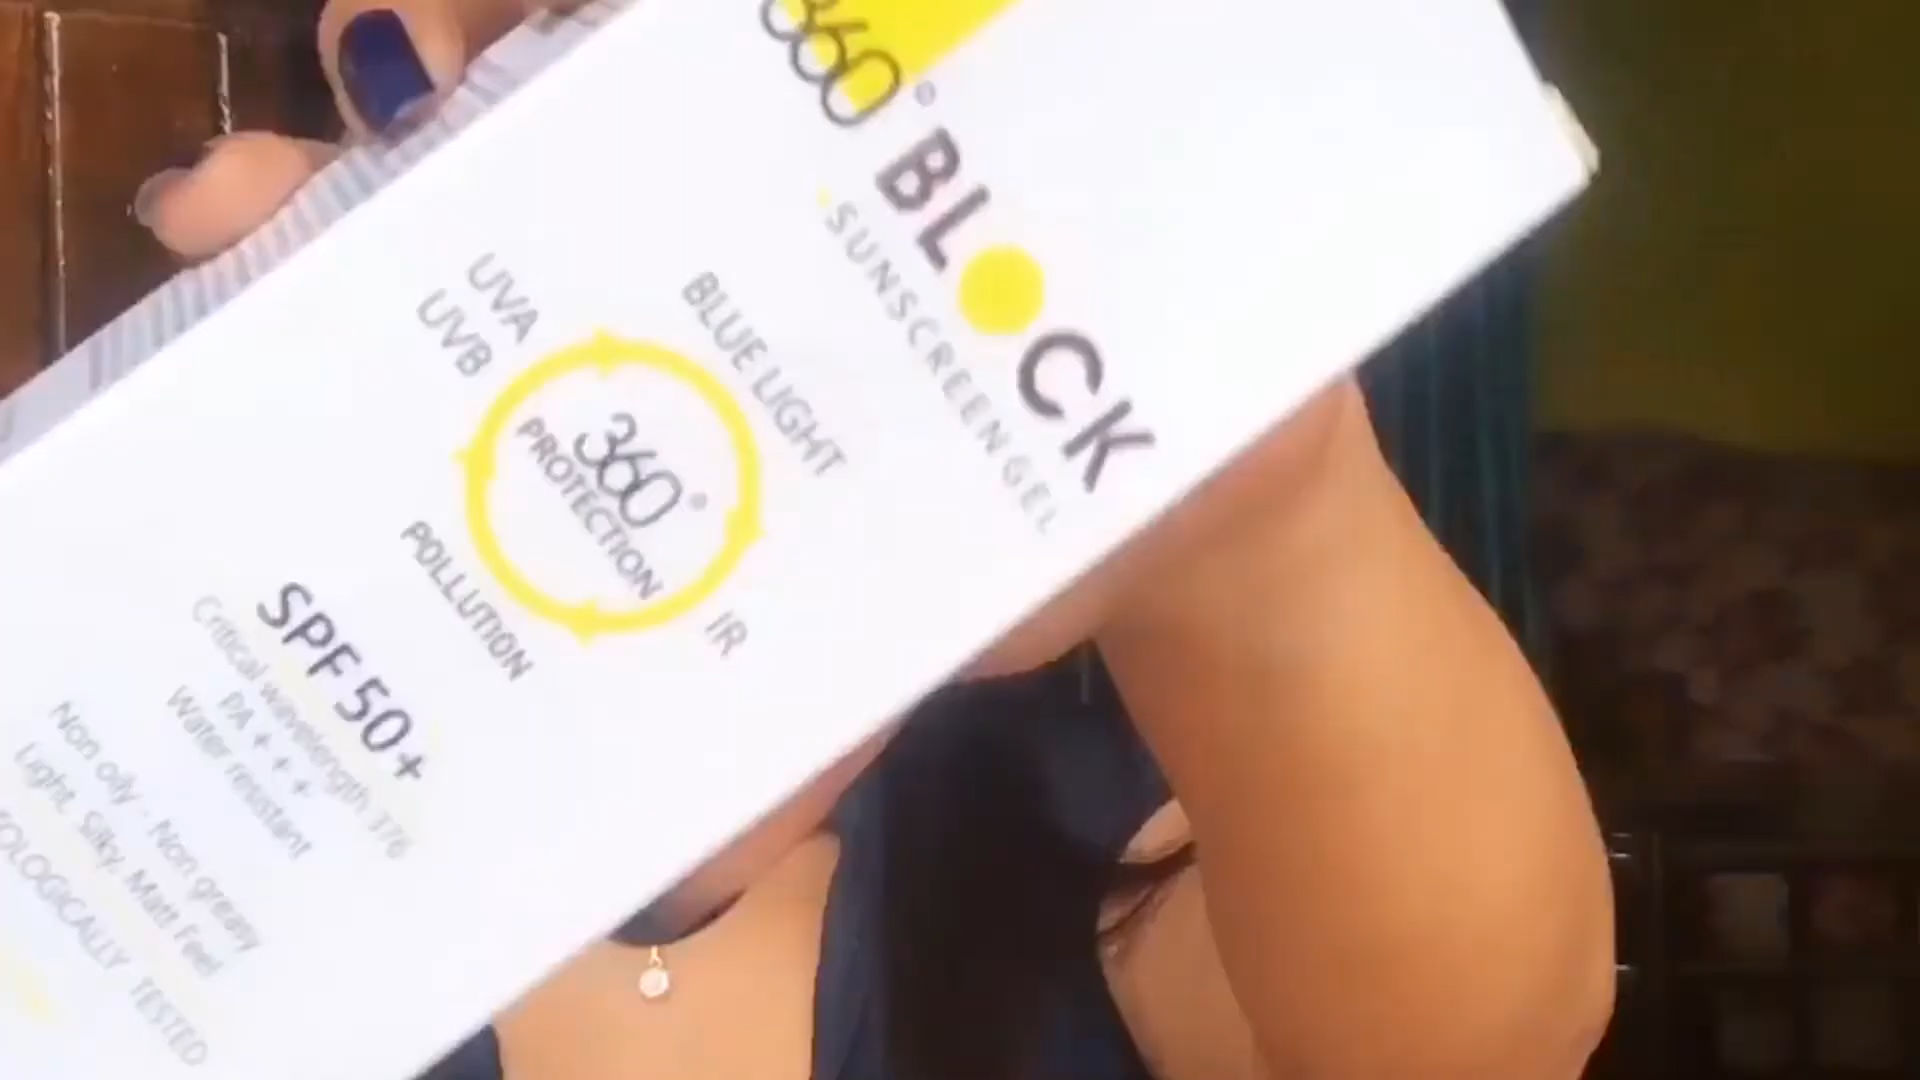 360°
BLOCK
SUNSCREEN GEL
UVA
UVB
BLUE LIGHT
360°
PROTECTION
POLLUTION
IR
SPF 50+
Critical wavelength 376
PA + + +
Water resistant
Non oily - Non greasy
Light, Silky, Matt Feel
TESTED